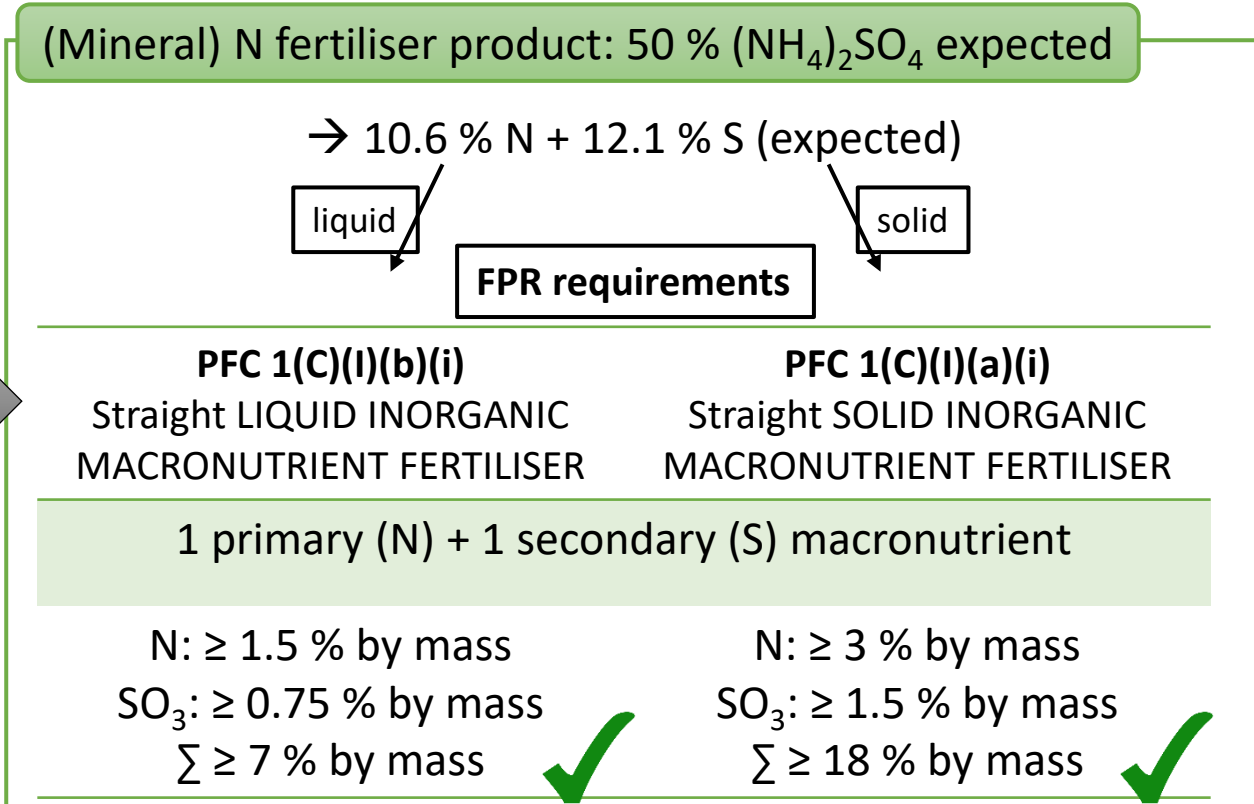 (Mineral) N fertiliser product: 50 % (NH₄)₂SO₄ expected
→ 10.6 % N + 12.1 % S (expected)
liquid
solid
FPR requirements
PFC 1(C)(I)(b)(i)
Straight LIQUID INORGANIC
MACRONUTRIENT FERTILISER
PFC 1(C)(I)(a)(i)
Straight SOLID INORGANIC
MACRONUTRIENT FERTILISER
1 primary (N) + 1 secondary (S) macronutrient
N: ≥ 1.5 % by mass
SO₃: ≥ 0.75 % by mass
∑ ≥ 7 % by mass
N: ≥ 3 % by mass
SO₃: ≥ 1.5 % by mass
∑ ≥ 18 % by mass